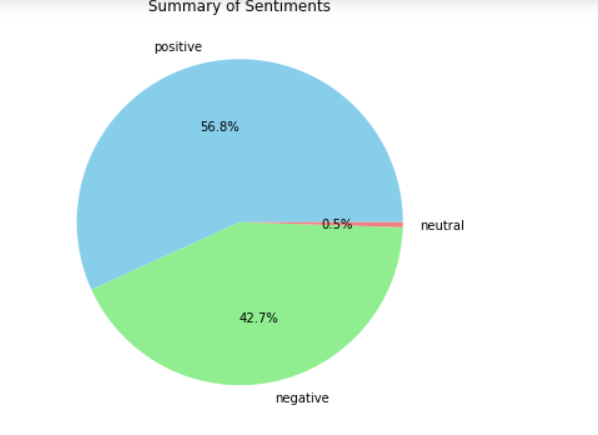 Summary of Sentiments
positive
56.8%
0.5%
neutral
42.7%
negative